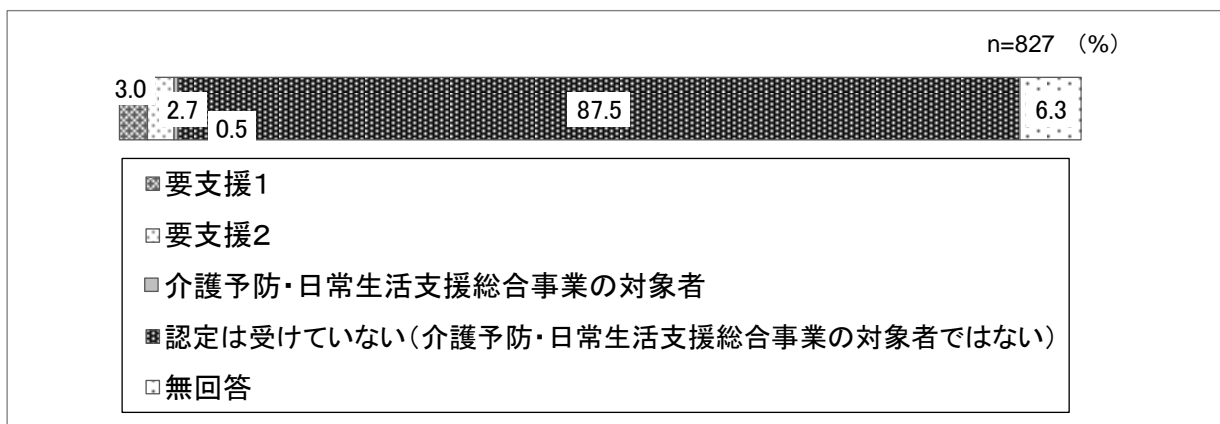 n=827 （%）
3.0
2.7
0.5
87.5
6.3
要支援1
要支援2
介護予防・日常生活支援総合事業の対象者
認定は受けていない（介護予防・日常生活支援総合事業の対象者ではない）
無回答